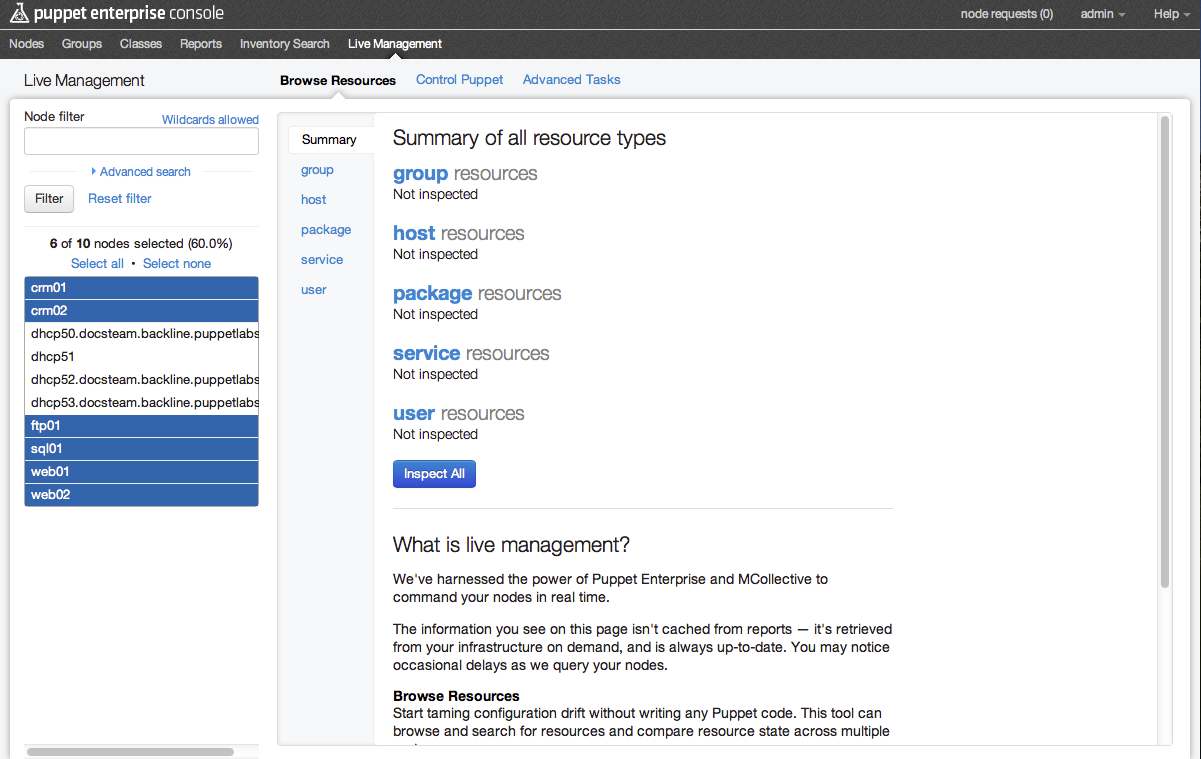 puppet enterprise console
node requests (0) admin Help
Nodes Groups Classes Reports Inventory Search Live Management
Live Management
Browse Resources Control Puppet Advanced Tasks
Node filter Wildcards allowed
Advanced search
Filter Reset filter
6 of 10 nodes selected (60.0%)
Select all • Select none
crm01
crm02
dhcp50.docsteam.backline.puppetlabs
dhcp51
dhcp52.docsteam.backline.puppetlabs
dhcp53.docsteam.backline.puppetlabs
ftp01
sql01
web01
web02
Summary
group
host
package
service
user
Summary of all resource types
group resources
Not inspected
host resources
Not inspected
package resources
Not inspected
service resources
Not inspected
user resources
Not inspected
Inspect All
What is live management?
We've harnessed the power of Puppet Enterprise and MCollective to
command your nodes in real time.
The information you see on this page isn't cached from reports — it's retrieved
from your infrastructure on demand, and is always up-to-date. You may notice
occasional delays as we query your nodes.
Browse Resources
Start taming configuration drift without writing any Puppet code. This tool can
browse and search for resources and compare resource state across multiple